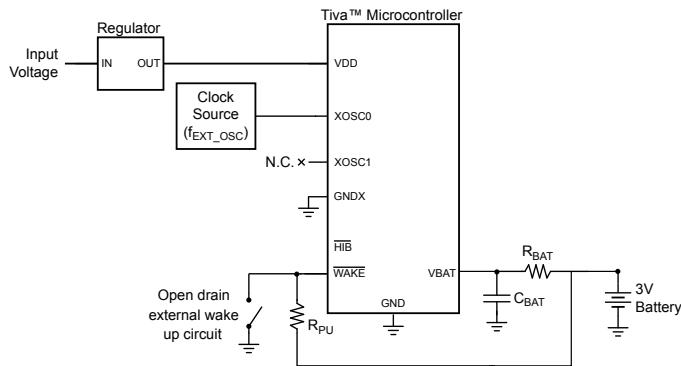 Tiva™ Microcontroller
Regulator
Input
Voltage
IN
OUT
VDD
Clock
Source
(fEXT_OSC)
XOSC0
N.C.
XOSC1
GNDX
HIB
WAKE
VBAT
RBAT
Open drain
external wake
up circuit
RPU
GND
CBAT
3V
Battery